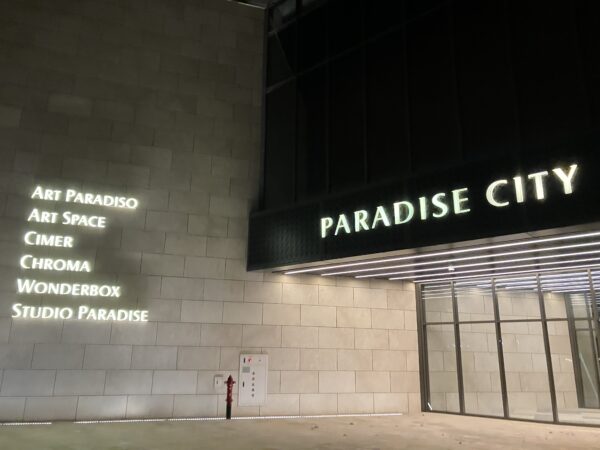 Art Paradiso
Art Space
Cimer
Chroma
Wonderbox
Studio Paradise
PARADISE CITY